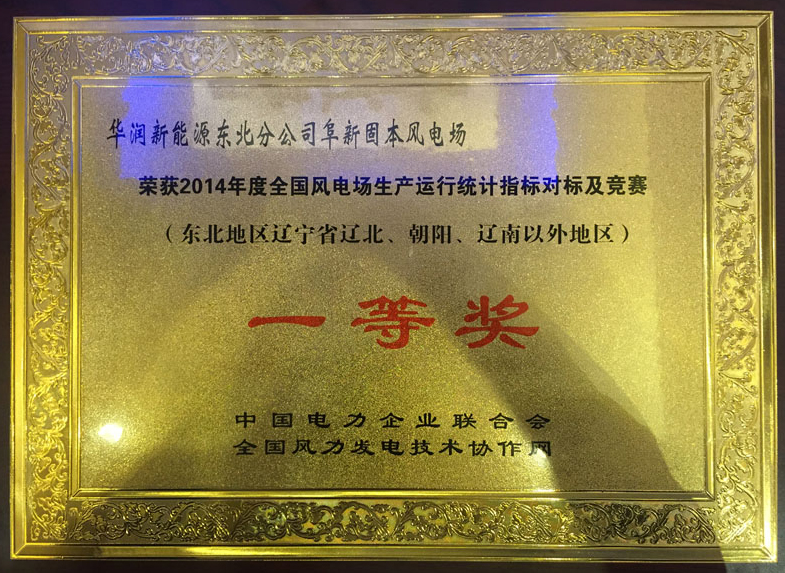 华润新能源东北分公司阜新固本风电场
荣获2014年度全国风电场生产运行统计指标对标及竞赛
（东北地区辽宁省辽北、朝阳、辽南以外地区）
一等奖
中国电力企业联合会
全国风力发电技术协作网